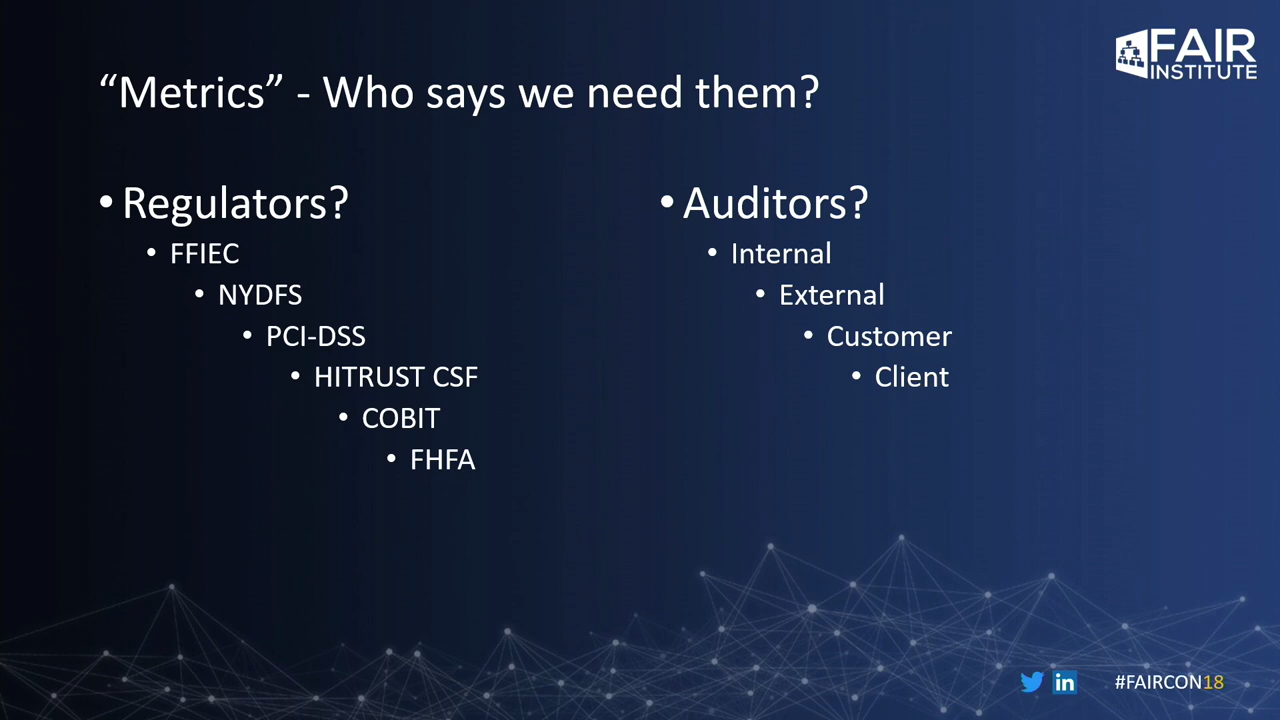 FAIR
INSTITUTE
“Metrics” - Who says we need them?
• Regulators?
• FFIEC
• NYDFS
• PCI-DSS
• HITRUST CSF
• COBIT
• FHFA
• Auditors?
• Internal
• External
• Customer
• Client
in
#FAIRCON18